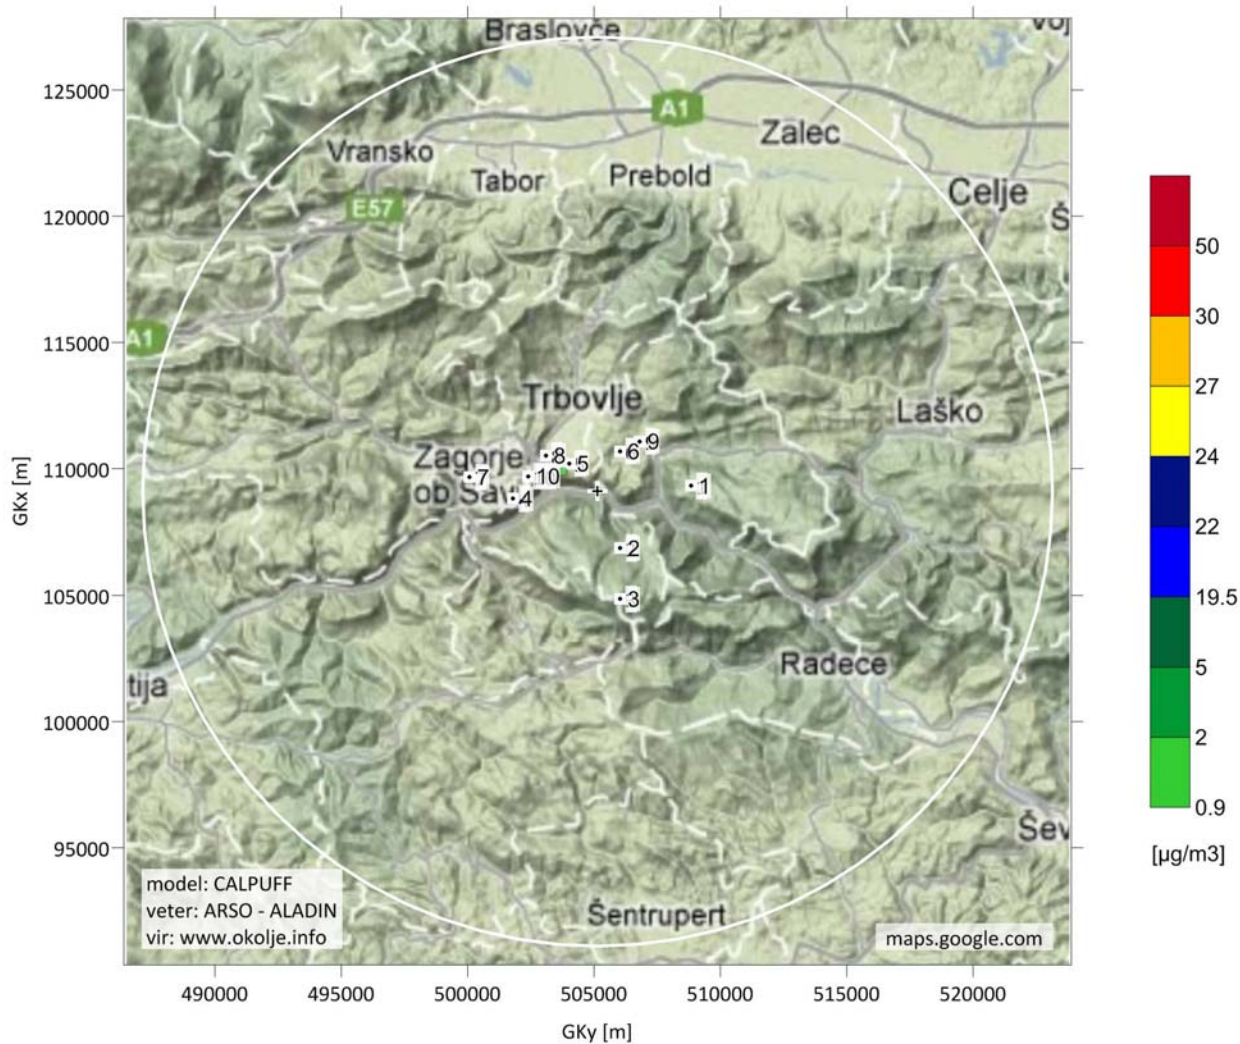 Braslovče
Voj
125000
A1
Zalec
Vransko
Tabor
Prebold
Celje
E57
120000
Š
50
115000
A1
30
Trbovlje
27
Laško
9
6
Zagorje
8
5
24
110000
7
10
ob Sav
4
1
GKx [m]
22
2
105000
3
19.5
Radece
tija
5
100000
2
Šev
0.9
95000
[µg/m3]
model: CALPUFF
veter: ARSO - ALADIN
vir: www.okolje.info
Šentrupert
maps.google.com
490000 495000 500000 505000 510000 515000 520000
GKy [m]